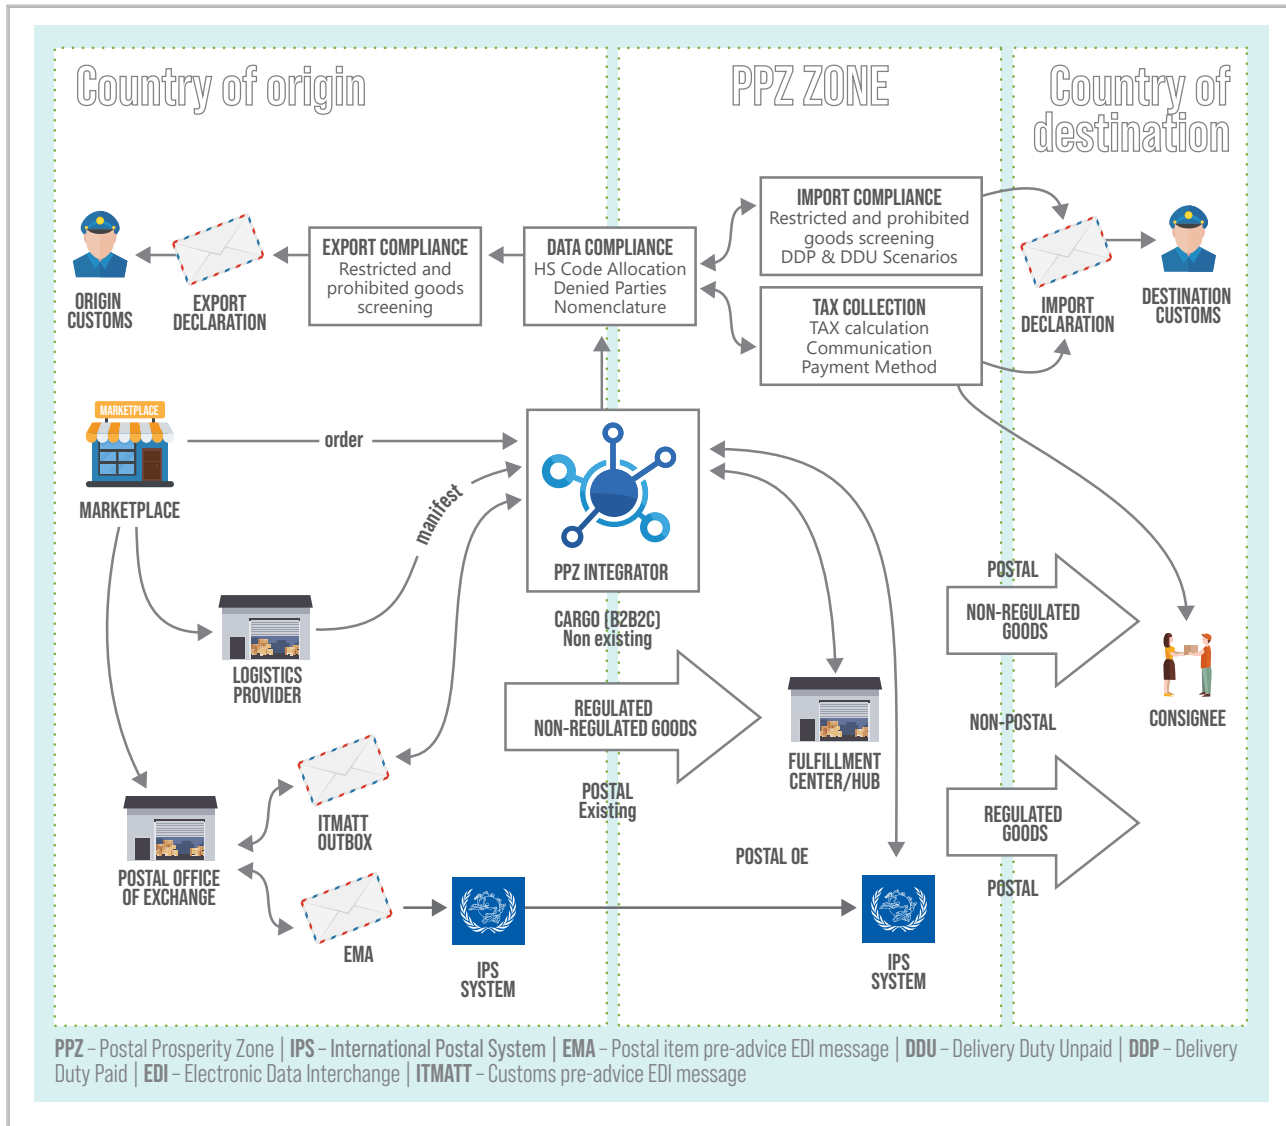 Country of origin
PPZ ZONE
Country of
destination
ORIGIN
CUSTOMS
EXPORT
DECLARATION
EXPORT COMPLIANCE
Restricted and
prohibited goods
screening
DATA COMPLIANCE
HS Code Allocation
Denied Parties
Nomenclature
IMPORT COMPLIANCE
Restricted and prohibited
goods screening
DDP & DDU Scenarios
TAX COLLECTION
TAX calculation
Communication
Payment Method
IMPORT
DECLARATION
DESTINATION
CUSTOMS
MARKETPLACE
MARKETPLACE
order
manifest
PPZ INTEGRATOR
LOGISTICS
PROVIDER
CARGO (B2B2C)
Non existing
REGULATED
NON-REGULATED GOODS
POSTAL
Existing
FULFILLMENT
CENTER/HUB
POSTAL
NON-REGULATED
GOODS
NON-POSTAL
CONSIGNEE
REGULATED
GOODS
POSTAL
ITMATT
OUTBOX
POSTAL OFFICE
OF EXCHANGE
EMA
IPS
SYSTEM
POSTAL OE
IPS
SYSTEM
PPZ – Postal Prosperity Zone | IPS – International Postal System | EMA – Postal item pre-advice EDI message | DDU – Delivery Duty Unpaid | DDP – Delivery
Duty Paid | EDI – Electronic Data Interchange | ITMATT – Customs pre-advice EDI message